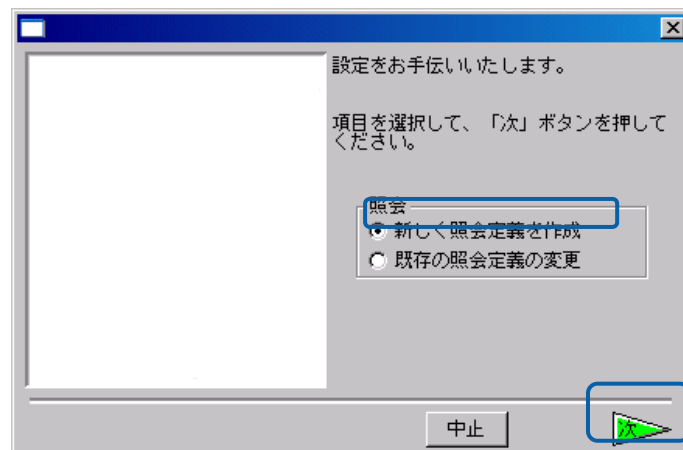 設定をお手伝いいたします。
項目を選択して、「次」ボタンを押して
ください。
照会
新しく照会定義を作成
既存の照会定義の変更
中止
次